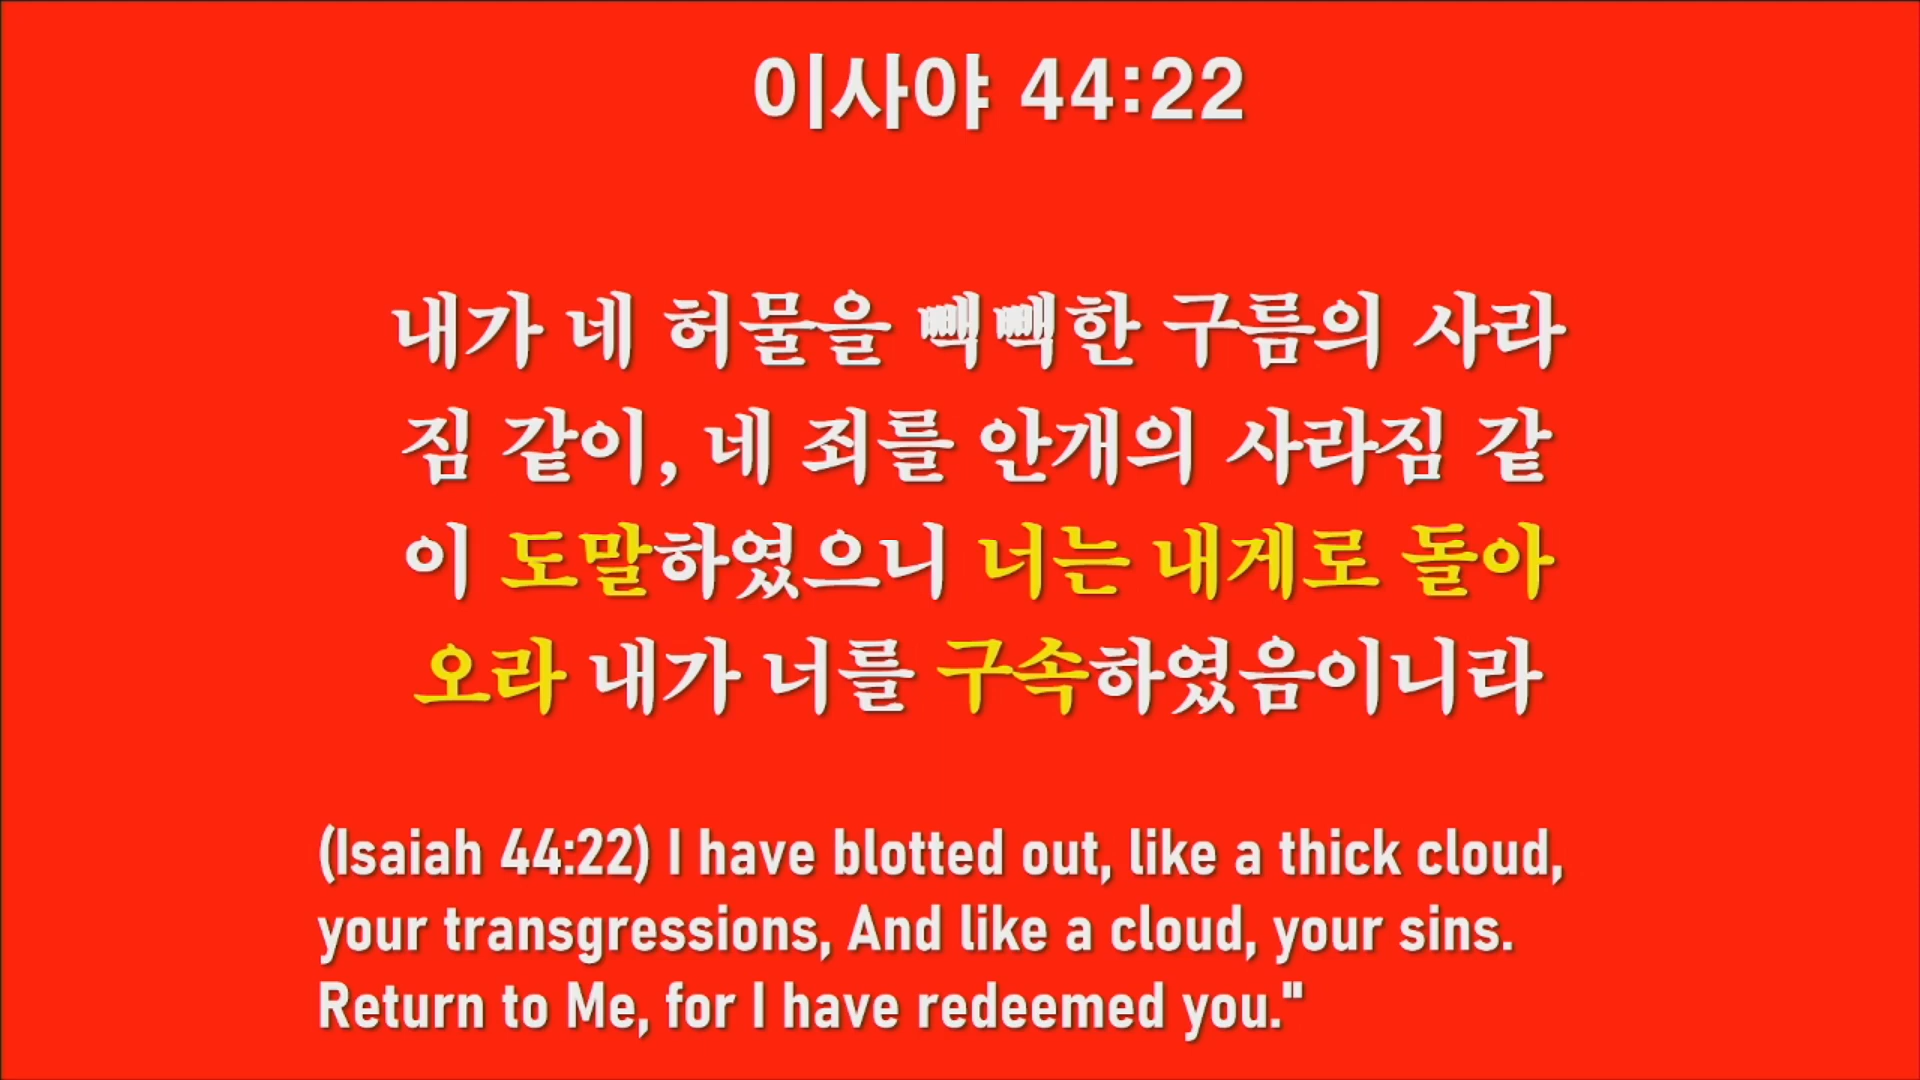 이사야 44:22
내가 네 허물을 빽빽한 구름의 사라
짐 같이, 네 죄를 안개의 사라짐 같
이 도말하였으니 너는 내게로 돌아
오라 내가 너를 구속하였음이니라
(Isaiah 44:22) I have blotted out, like a thick cloud,
your transgressions, And like a cloud, your sins.
Return to Me, for I have redeemed you."